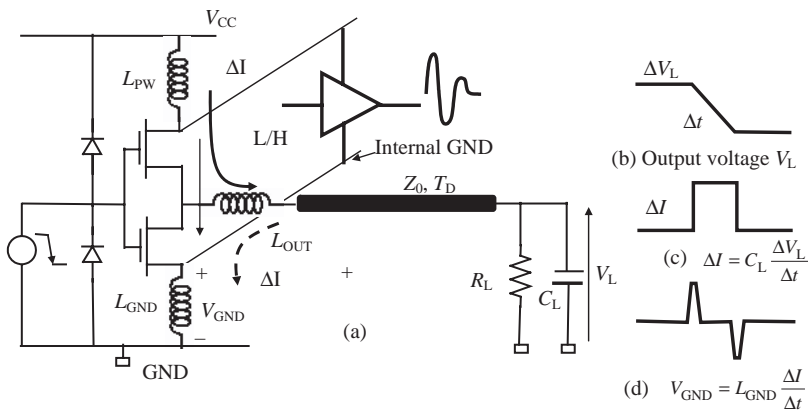 V_CC
(a)
L_PW
ΔI
L/H
Internal GND
Z_0, T_D
L_OUT
ΔI
+
+
L_GND
V_GND
−
GND
R_L
C_L
V_L
ΔV_L
Δt
(b) Output voltage V_L
ΔI
(c) ΔI = C_L ΔV_L/Δt
(d) V_GND = L_GND ΔI/Δt